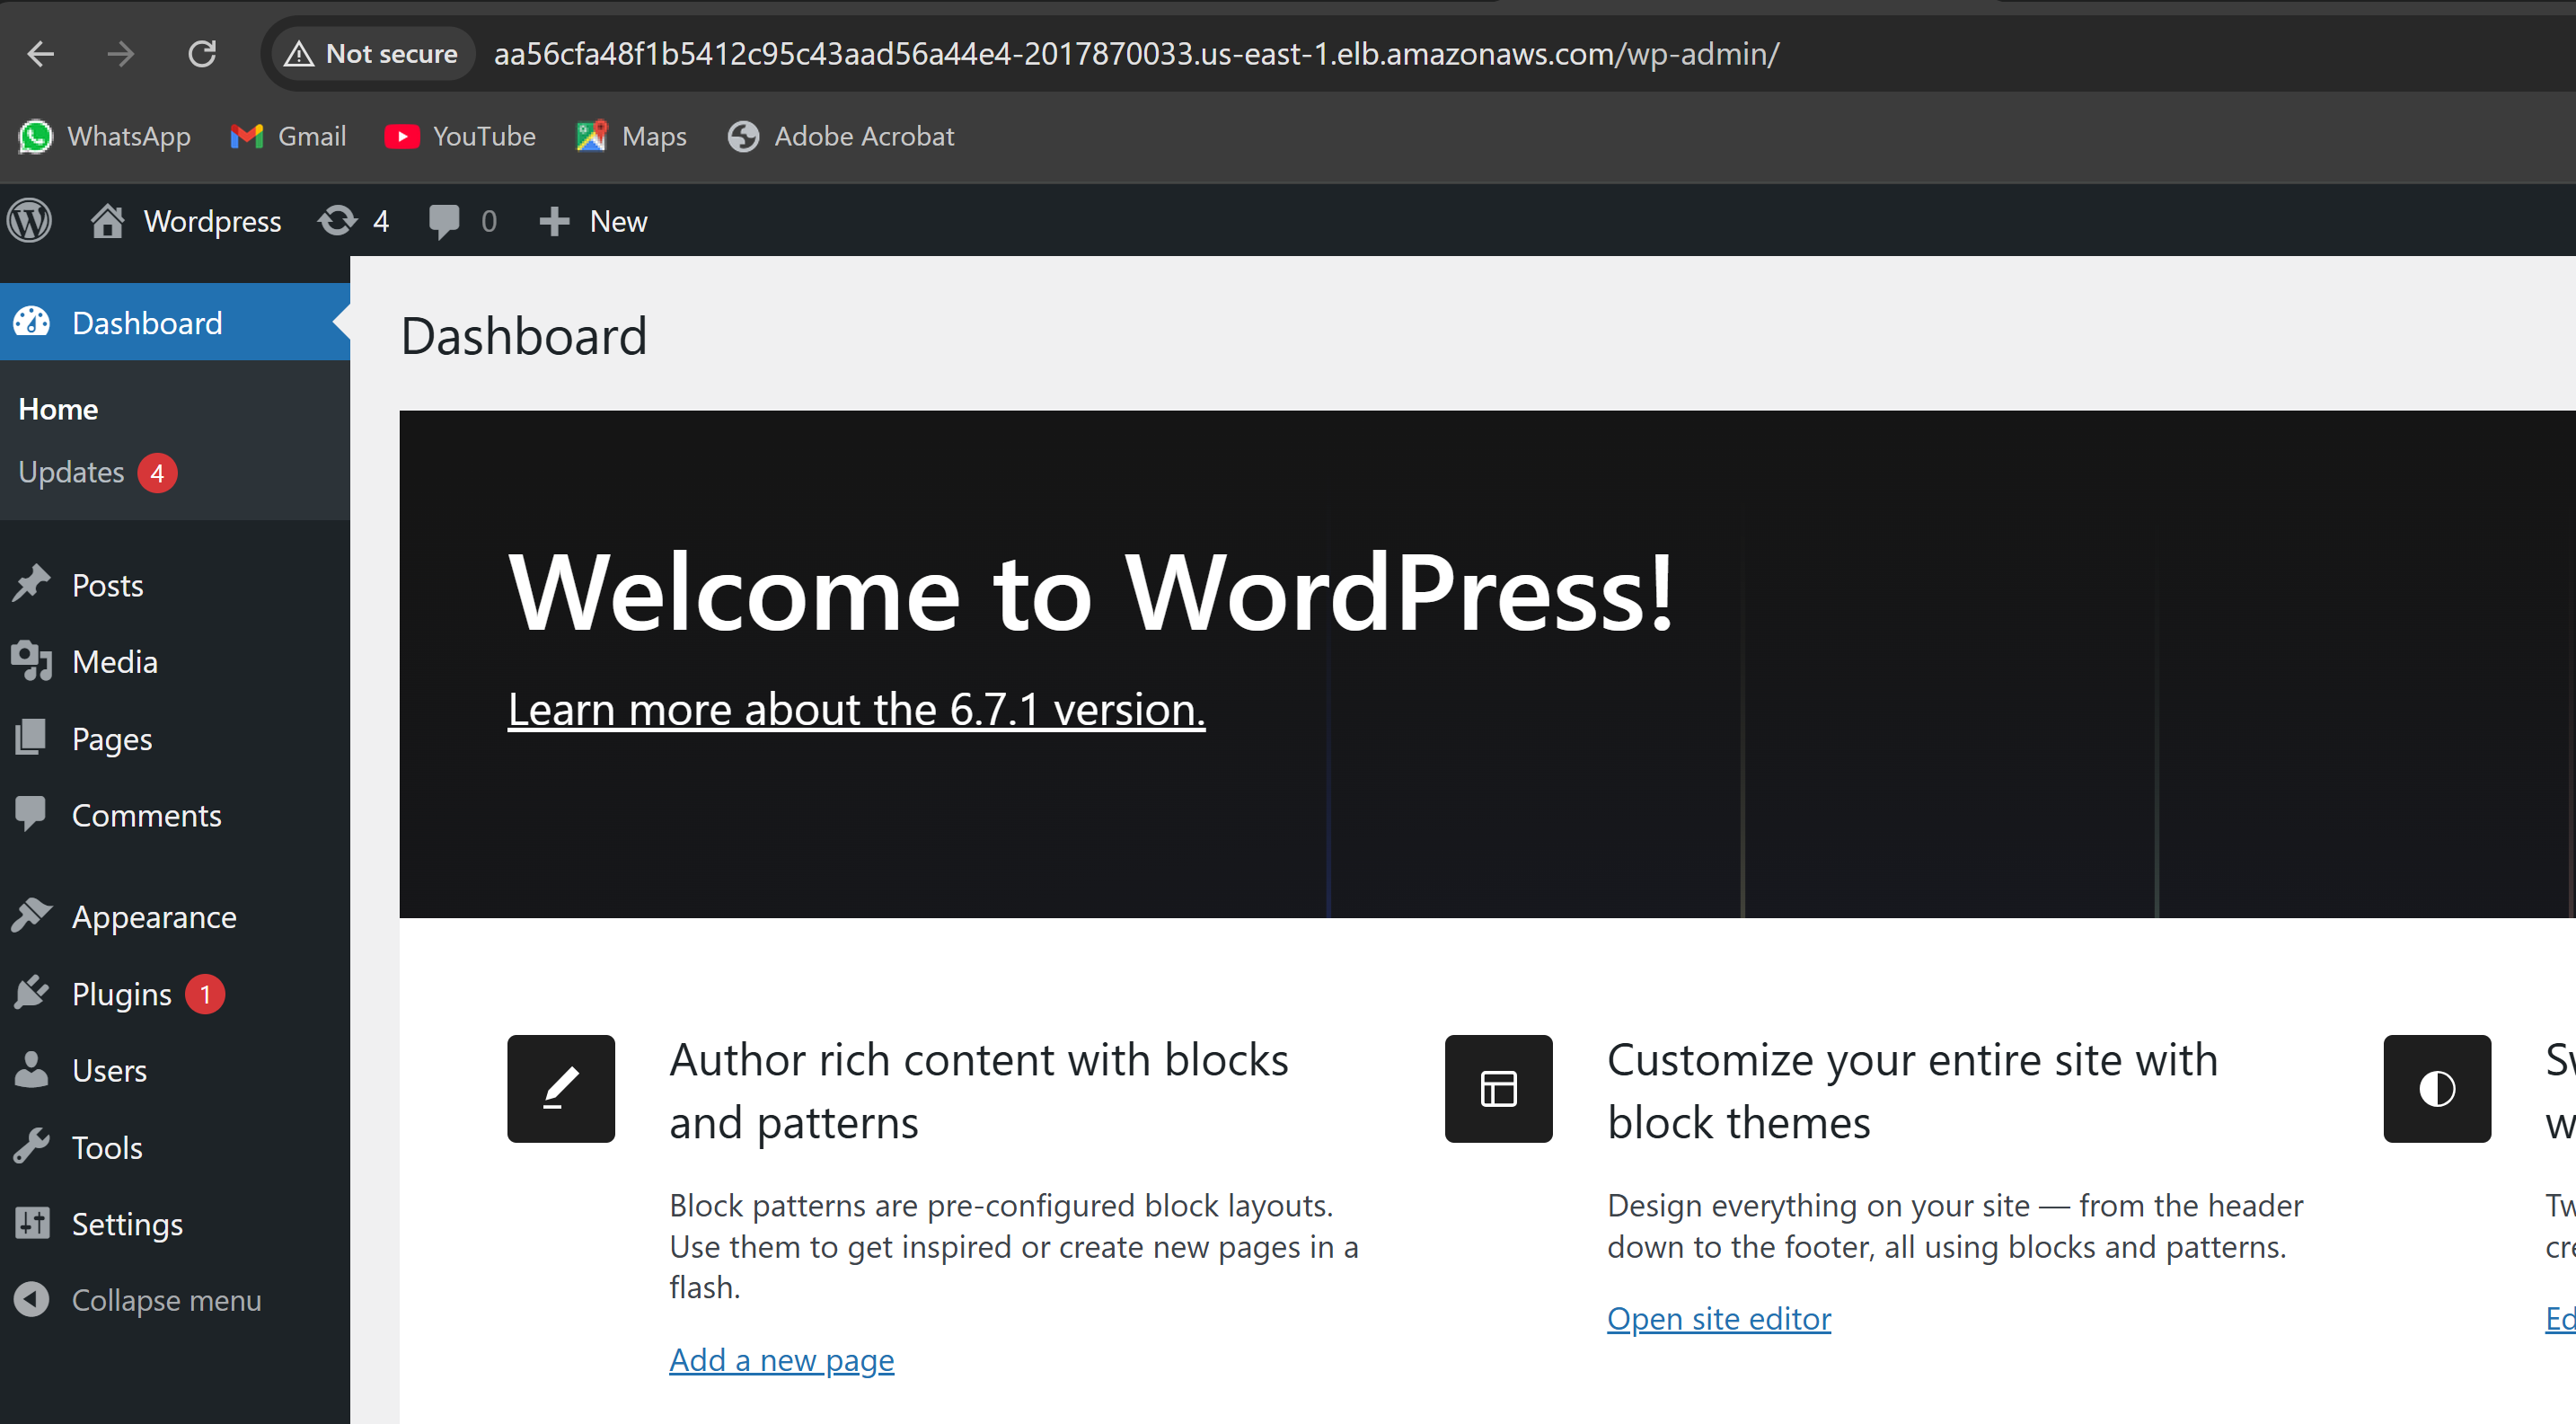 Not secure aa56cfa48f1b5412c95c43aad56a44e4-2017870033.us-east-1.elb.amazonaws.com/wp-admin/
WhatsApp Gmail YouTube Maps Adobe Acrobat
Wordpress 4 0 New
Dashboard
Home
Updates 4
Posts
Media
Pages
Comments
Appearance
Plugins 1
Users
Tools
Settings
Collapse menu
Dashboard
Welcome to WordPress!
Learn more about the 6.7.1 version.
Author rich content with blocks
and patterns
Block patterns are pre-configured block layouts.
Use them to get inspired or create new pages in a
flash.
Add a new page
Customize your entire site with
block themes
Design everything on your site — from the header
down to the footer, all using blocks and patterns.
Open site editor